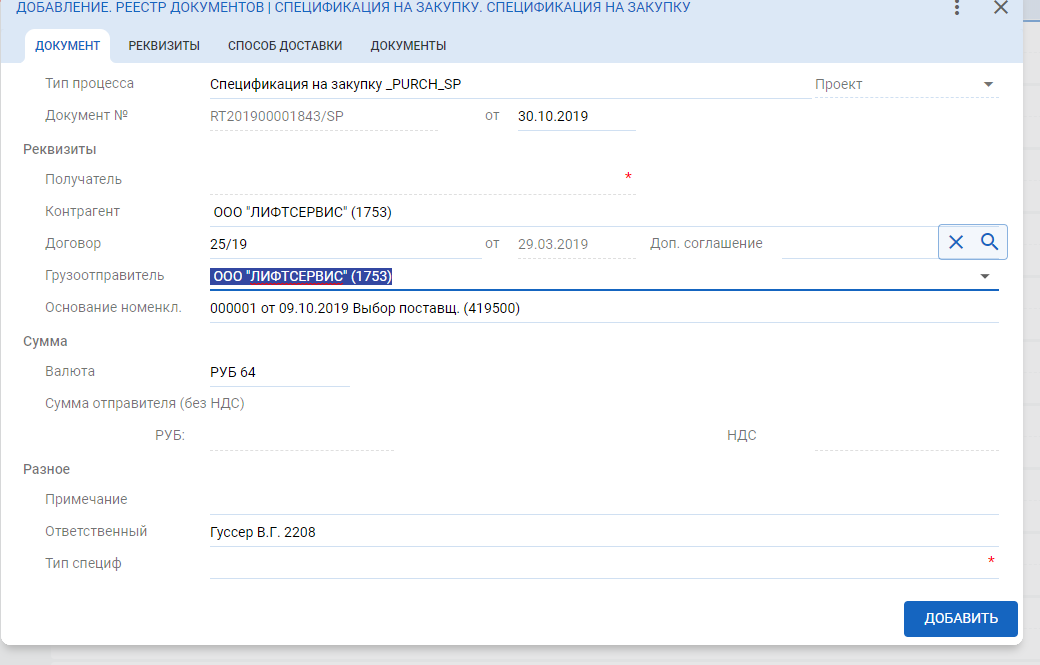 ДОБАВЛЕНИЕ. РЕЕСТР ДОКУМЕНТОВ | СПЕЦИФИКАЦИЯ НА ЗАКУПКУ. СПЕЦИФИКАЦИЯ НА ЗАКУПКУ
ДОКУМЕНТ РЕКВИЗИТЫ СПОСОБ ДОСТАВКИ ДОКУМЕНТЫ
Тип процесса Спецификация на закупку _PURCH_SP Проект
Документ № RT201900001843/SP от 30.10.2019
Реквизиты
Получатель *
Контрагент ООО "ЛИФТСЕРВИС" (1753)
Договор 25/19 от 29.03.2019 Доп. соглашение
Грузоотправитель ООО "ЛИФТСЕРВИС" (1753)
Основание номенкл. 000001 от 09.10.2019 Выбор поставщ. (419500)
Сумма
Валюта РУБ 64
Сумма отправителя (без НДС)
РУБ: НДС
Разное
Примечание
Ответственный Гуссер В.Г. 2208
Тип специф *
ДОБАВИТЬ